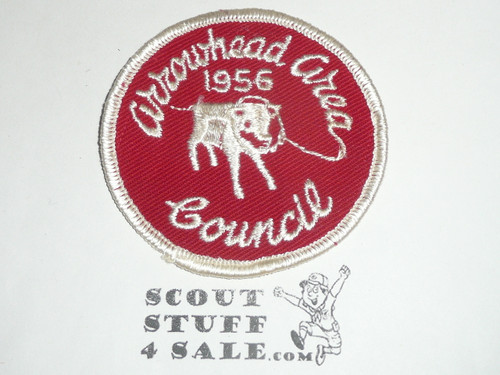 Arrowhead Area
1956
Council
SCOUT
STUFF
4 SALE.COM